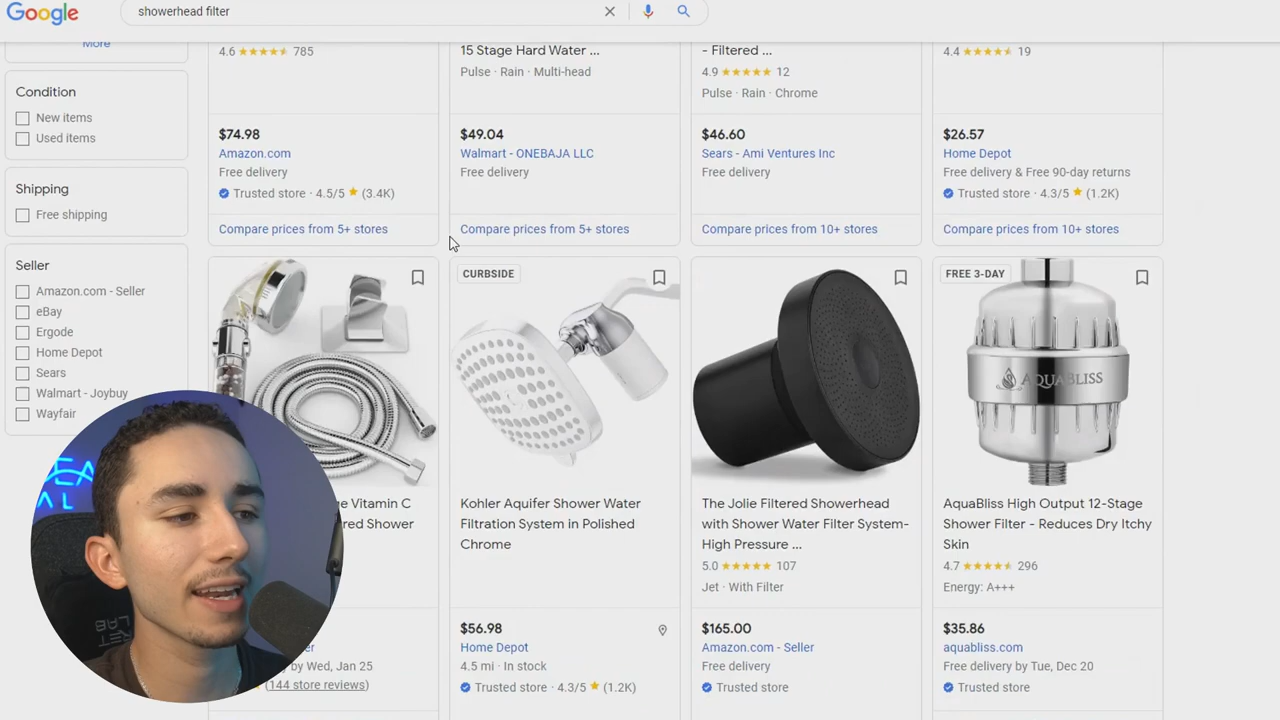 Google
showerhead filter
More
Condition
New items
Used items
Shipping
Free shipping
Seller
Amazon.com - Seller
eBay
Ergode
Home Depot
Sears
Walmart - Joybuy
Wayfair
4.6 785
$74.98
Amazon.com
Free delivery
Trusted store · 4.5/5 (3.4K)
Compare prices from 5+ stores
15 Stage Hard Water ...
Pulse · Rain · Multi-head
$49.04
Walmart - ONEBAJA LLC
Free delivery
Compare prices from 5+ stores
- Filtered ...
4.9 12
Pulse · Rain · Chrome
$46.60
Sears - Ami Ventures Inc
Free delivery
Compare prices from 10+ stores
4.4 19
$26.57
Home Depot
Free delivery & Free 90-day returns
Trusted store · 4.3/5 (1.2K)
Compare prices from 10+ stores
Vitamin C
Shower
by Wed, Jan 25
(144 store reviews)
CURBSIDE
Kohler Aquifer Shower Water
Filtration System in Polished
Chrome
$56.98
Home Depot
4.5 mi · In stock
Trusted store · 4.3/5 (1.2K)
The Jolie Filtered Showerhead
with Shower Water Filter System-
High Pressure ...
5.0 107
Jet · With Filter
$165.00
Amazon.com - Seller
Free delivery
Trusted store
FREE 3-DAY
AQUABLISS
AquaBliss High Output 12-Stage
Shower Filter - Reduces Dry Itchy
Skin
4.7 296
Energy: A+++
$35.86
aquabliss.com
Free delivery by Tue, Dec 20
Trusted store